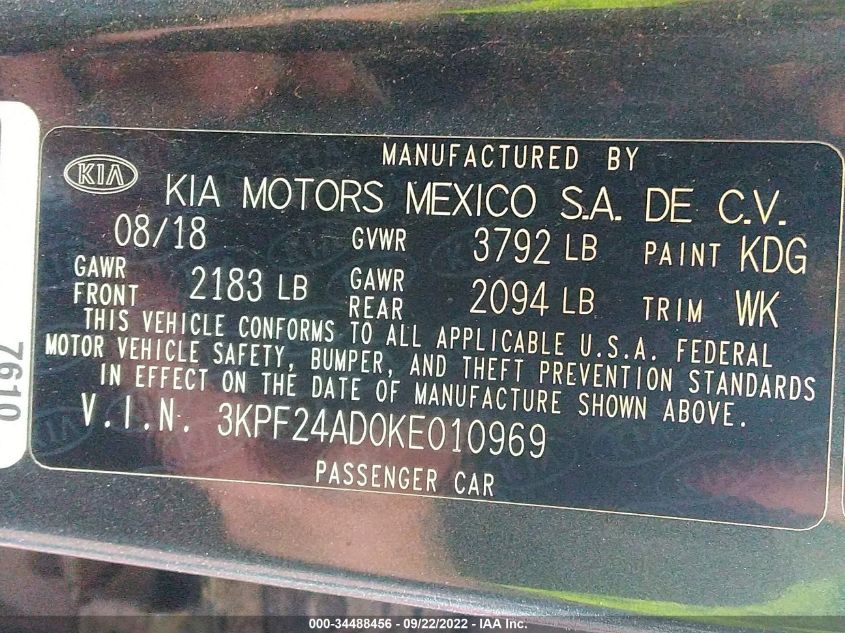 MANUFACTURED BY
KIA KIA MOTORS MEXICO S.A. DE C.V.
08/18 GVWR 3792 LB PAINT KDG
GAWR FRONT 2183 LB GAWR REAR 2094 LB TRIM WK
THIS VEHICLE CONFORMS TO ALL APPLICABLE U.S.A. FEDERAL
MOTOR VEHICLE SAFETY, BUMPER, AND THEFT PREVENTION STANDARDS
IN EFFECT ON THE DATE OF MANUFACTURE SHOWN ABOVE.
V.I.N. 3KPF24AD0KE010969
PASSENGER CAR
7610
000-34488456 - 09/22/2022 - www.iaai.com